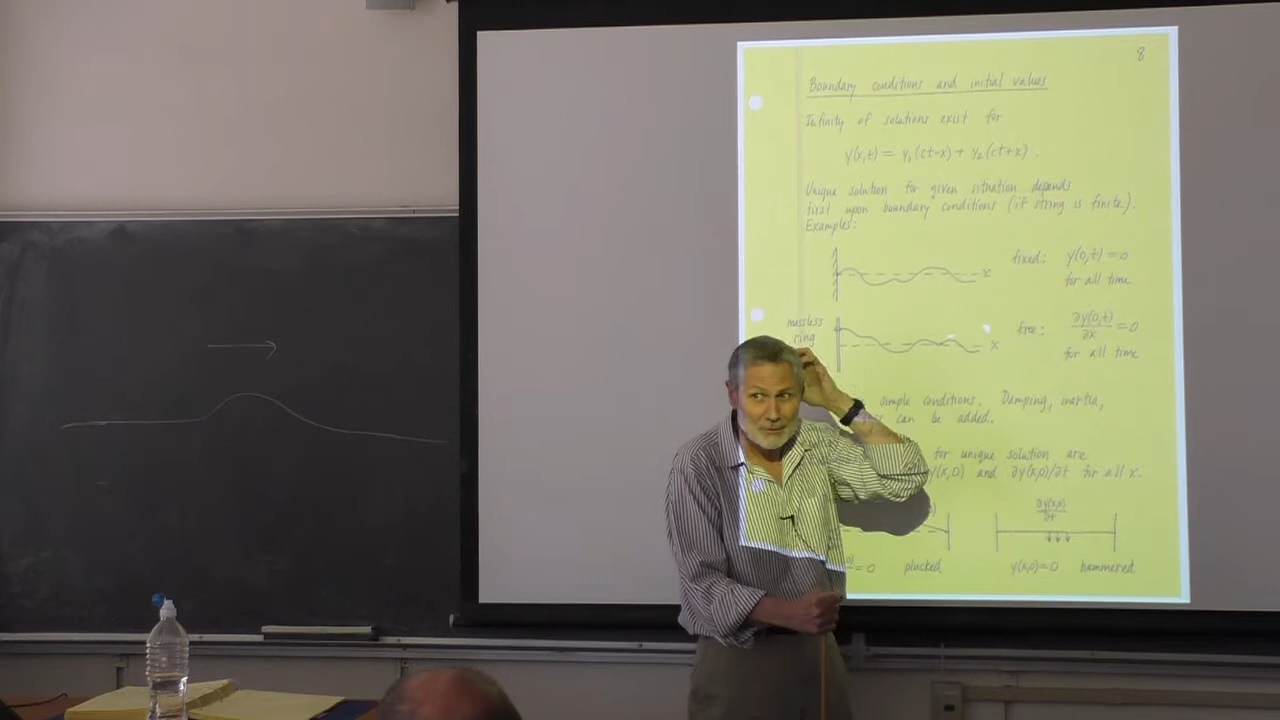 8
Boundary conditions and initial values
Infinity of solutions exist for
y(x,t) = y₁(ct-x) + y₂(ct+x).
Unique solution for given situation depends
first upon boundary conditions (if string is finite).
Examples:
x fixed: y(0,t) = 0
for all time
massless
ring
x free: ∂y(0,t)/∂x = 0
for all time
simple conditions. Damping, inertia,
can be added.
for unique solution are
y(x,0) and ∂y(x,0)/∂t for all x.
∂y(x,0)/∂t
= 0 plucked y(x,0)=0 hammered